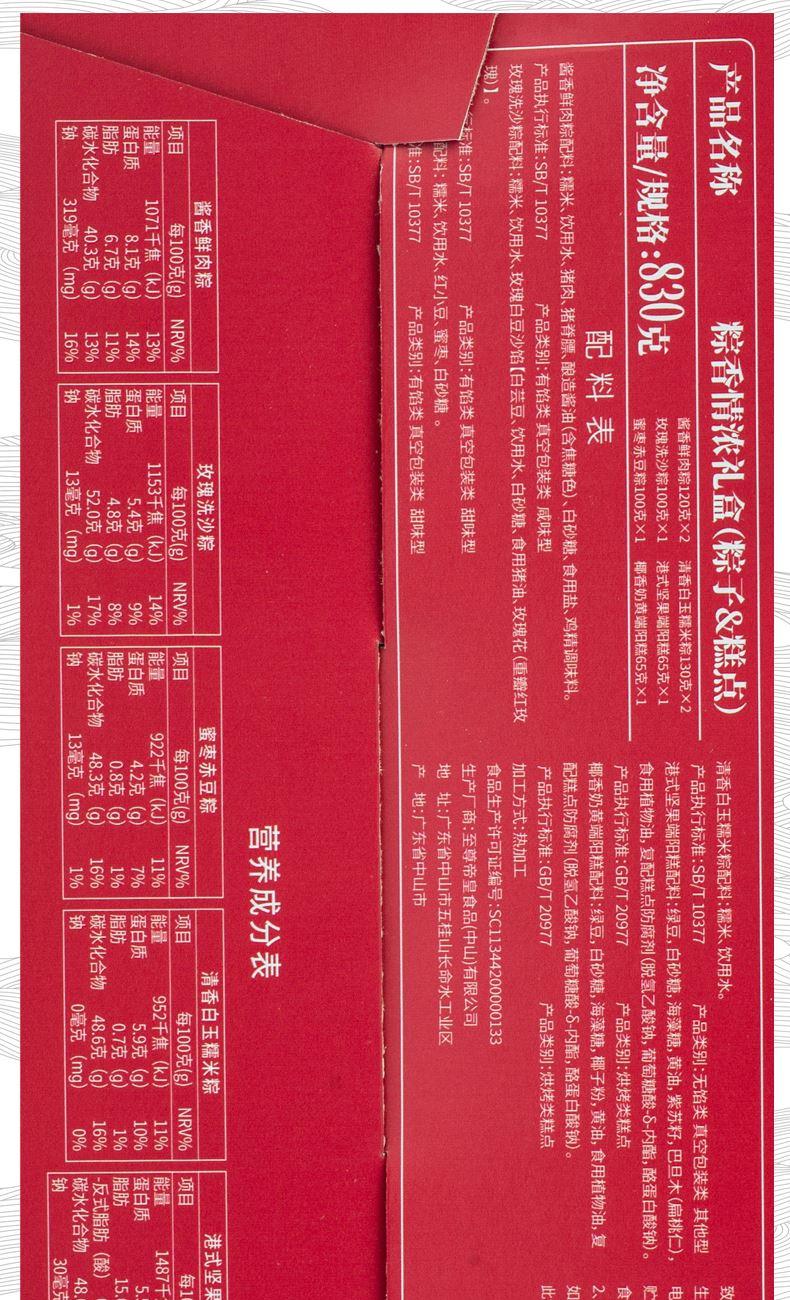 产品名称
粽香情浓礼盒(粽子&糕点)
净含量/规格:830克
酱香鲜肉粽120克×2 清香白玉糯米粽130克×2
玫瑰洗沙粽100克×1 港式坚果端阳糕65克×1
蜜枣赤豆粽100克×1 椰香奶黄端阳糕65克×1
配料表
酱香鲜肉粽配料:糯米、饮用水、猪肉、猪脊膘、酿造酱油(含焦糖色)、白砂糖、食用盐、鸡精调味料。
产品执行标准:SB/T 10377 产品类别:有馅类 真空包装类 咸味型
玫瑰洗沙粽配料:糯米、饮用水、玫瑰白豆沙馅【白芸豆、饮用水、白砂糖、食用猪油、玫瑰花(重瓣红玫
瑰)】。
行标准:SB/T 10377 产品类别:有馅类 真空包装类 甜味型
配料:糯米、饮用水、红小豆、蜜枣、白砂糖。
准:SB/T 10377 产品类别:有馅类 真空包装类 甜味型
清香白玉糯米粽配料:糯米、饮用水。
产品执行标准:SB/T 10377 产品类别:无馅类 真空包装类 其他型
港式坚果端阳糕配料:绿豆,白砂糖,海藻糖,黄油,紫苏籽,巴旦木(扁桃仁),
食用植物油,复配糕点防腐剂(脱氢乙酸钠,葡萄糖酸-δ-内酯,酪蛋白酸钠)。
产品执行标准:GB/T 20977 产品类别:烘烤类糕点
椰香奶黄端阳糕配料:绿豆,白砂糖,海藻糖,椰子粉,黄油,食用植物油,复
配糕点防腐剂(脱氢乙酸钠,葡萄糖酸-δ-内酯,酪蛋白酸钠)。
产品执行标准:GB/T 20977 产品类别:烘烤类糕点
加工方式:热加工
食品生产许可证编号:SC11344200000133
生产厂商:至尊帝皇食品(中山)有限公司
地 址:广东省中山市五桂山长命水工业区
产 地:广东省中山市
致
生
电
贮
食
2、
如
此
营养成分表
酱香鲜肉粽
项目 每100克(g) NRV%
能量 1071千焦 (kJ) 13%
蛋白质 8.1克 (g) 14%
脂肪 6.7克 (g) 11%
碳水化合物 40.3克 (g) 13%
钠 319毫克 (mg) 16%
玫瑰洗沙粽
项目 每100克(g) NRV%
能量 1153千焦 (kJ) 14%
蛋白质 5.4克 (g) 9%
脂肪 4.8克 (g) 8%
碳水化合物 52.0克 (g) 17%
钠 13毫克 (mg) 1%
蜜枣赤豆粽
项目 每100克(g) NRV%
能量 922千焦 (kJ) 11%
蛋白质 4.2克 (g) 7%
脂肪 0.8克 (g) 1%
碳水化合物 48.3克 (g) 16%
钠 13毫克 (mg) 1%
清香白玉糯米粽
项目 每100克(g) NRV%
能量 952千焦 (kJ) 11%
蛋白质 5.9克 (g) 10%
脂肪 0.7克 (g) 1%
碳水化合物 48.6克 (g) 16%
钠 0毫克 (mg) 0%
港式坚果
项目 每10
能量 1487千
蛋白质 5.
脂肪 15.
-反式脂肪(酸)
碳水化合物 48.
钠 30毫克